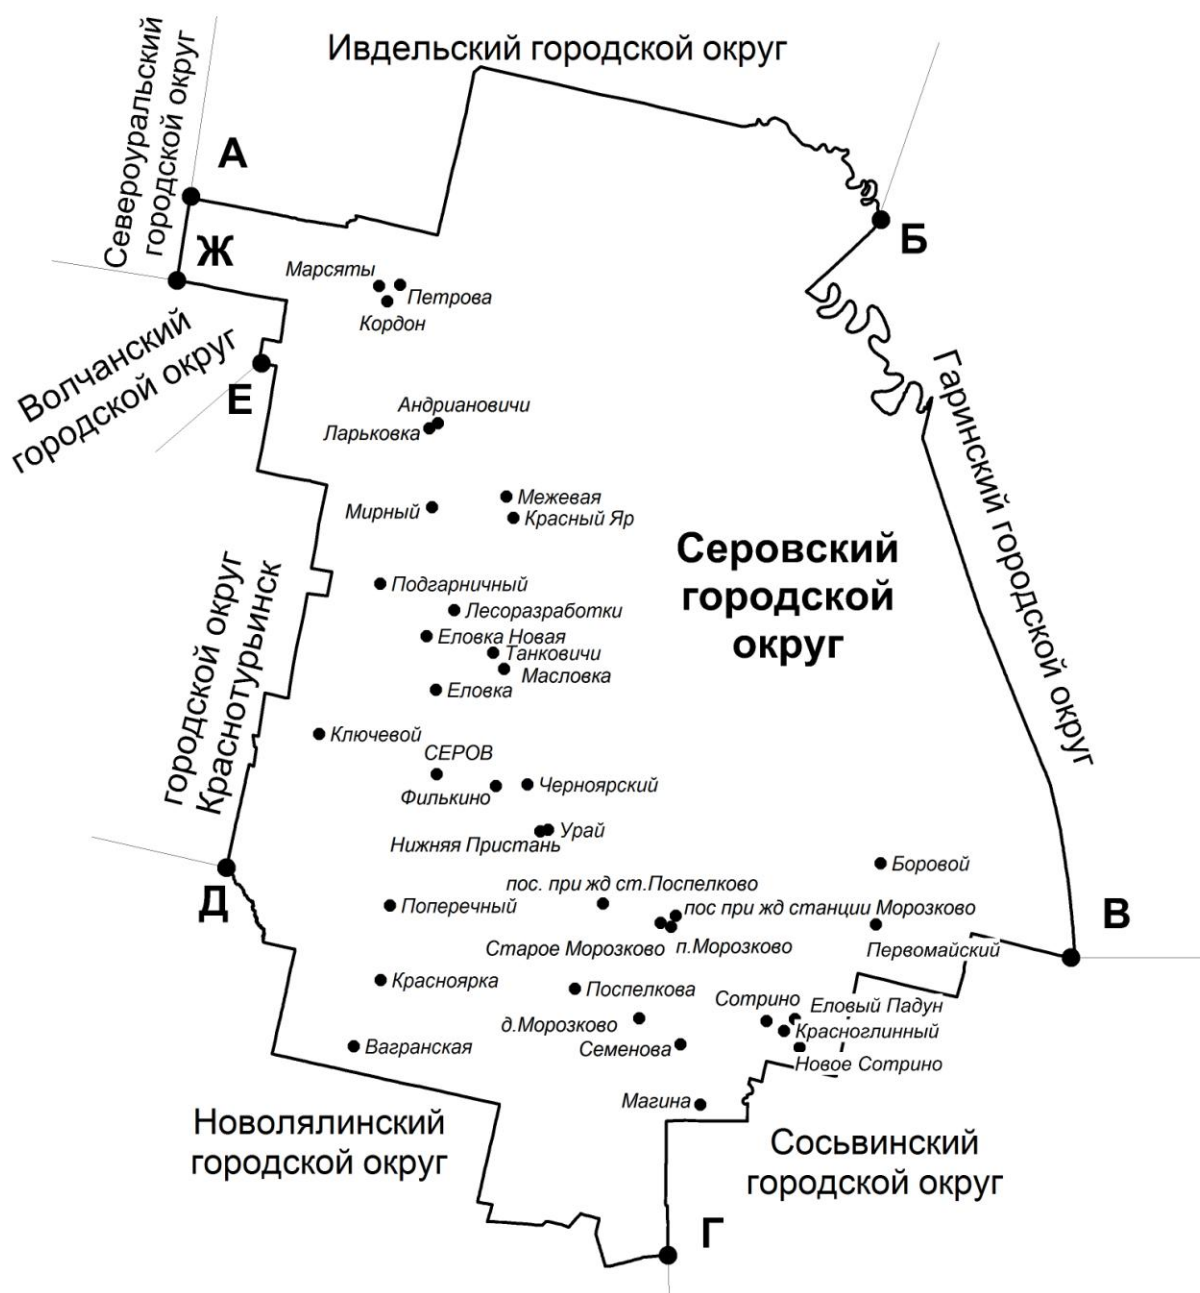 Ивдельский городской округ
Североуральский
городской округ
А
Ж
Б
Марсяты
Петрова
Кордон
Волчанский
городской округ
Е
Гаринский городской округ
Андриановичи
Ларьковка
Межевая
Мирный
Красный Яр
Серовский
городской
округ
городской округ
Краснотурьинск
Подгарничный
Лесоразработки
Еловка Новая
Танковичи
Масловка
Еловка
Ключевой
СЕРОВ
Черноярский
Филькино
Урай
Нижняя Пристань
Боровой
Д
пос. при жд ст.Поспелково
Поперечный
пос при жд станции Морозково
В
Старое Морозково
п.Морозково
Первомайский
Красноярка
Поспелкова
Сотрино
Еловый Падун
д.Морозково
Красноглинный
Вагранская
Семенова
Новое Сотрино
Магина
Новолялинский
городской округ
Сосьвинский
городской округ
Г